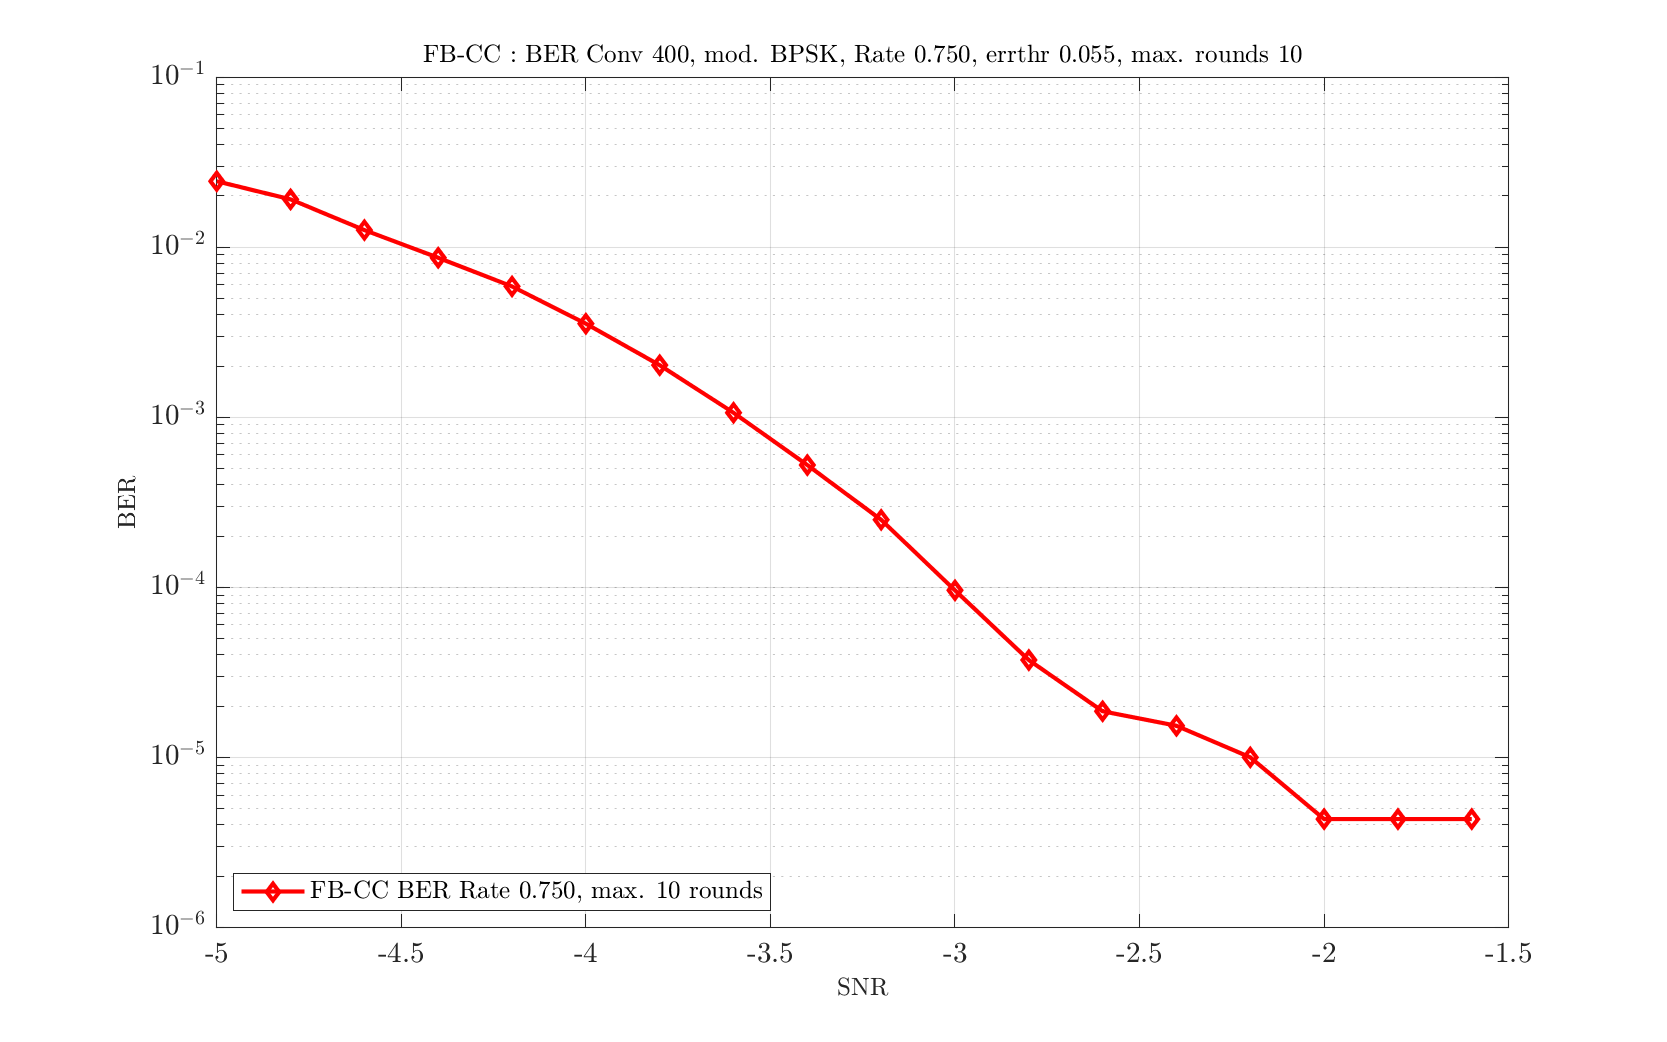 FB-CC : BER Conv 400, mod. BPSK, Rate 0.750, errthr 0.055, max. rounds 10
10⁻¹
10⁻²
10⁻³
10⁻⁴
10⁻⁵
10⁻⁶
BER
FB-CC BER Rate 0.750, max. 10 rounds
-5 -4.5 -4 -3.5 -3 -2.5 -2 -1.5
SNR